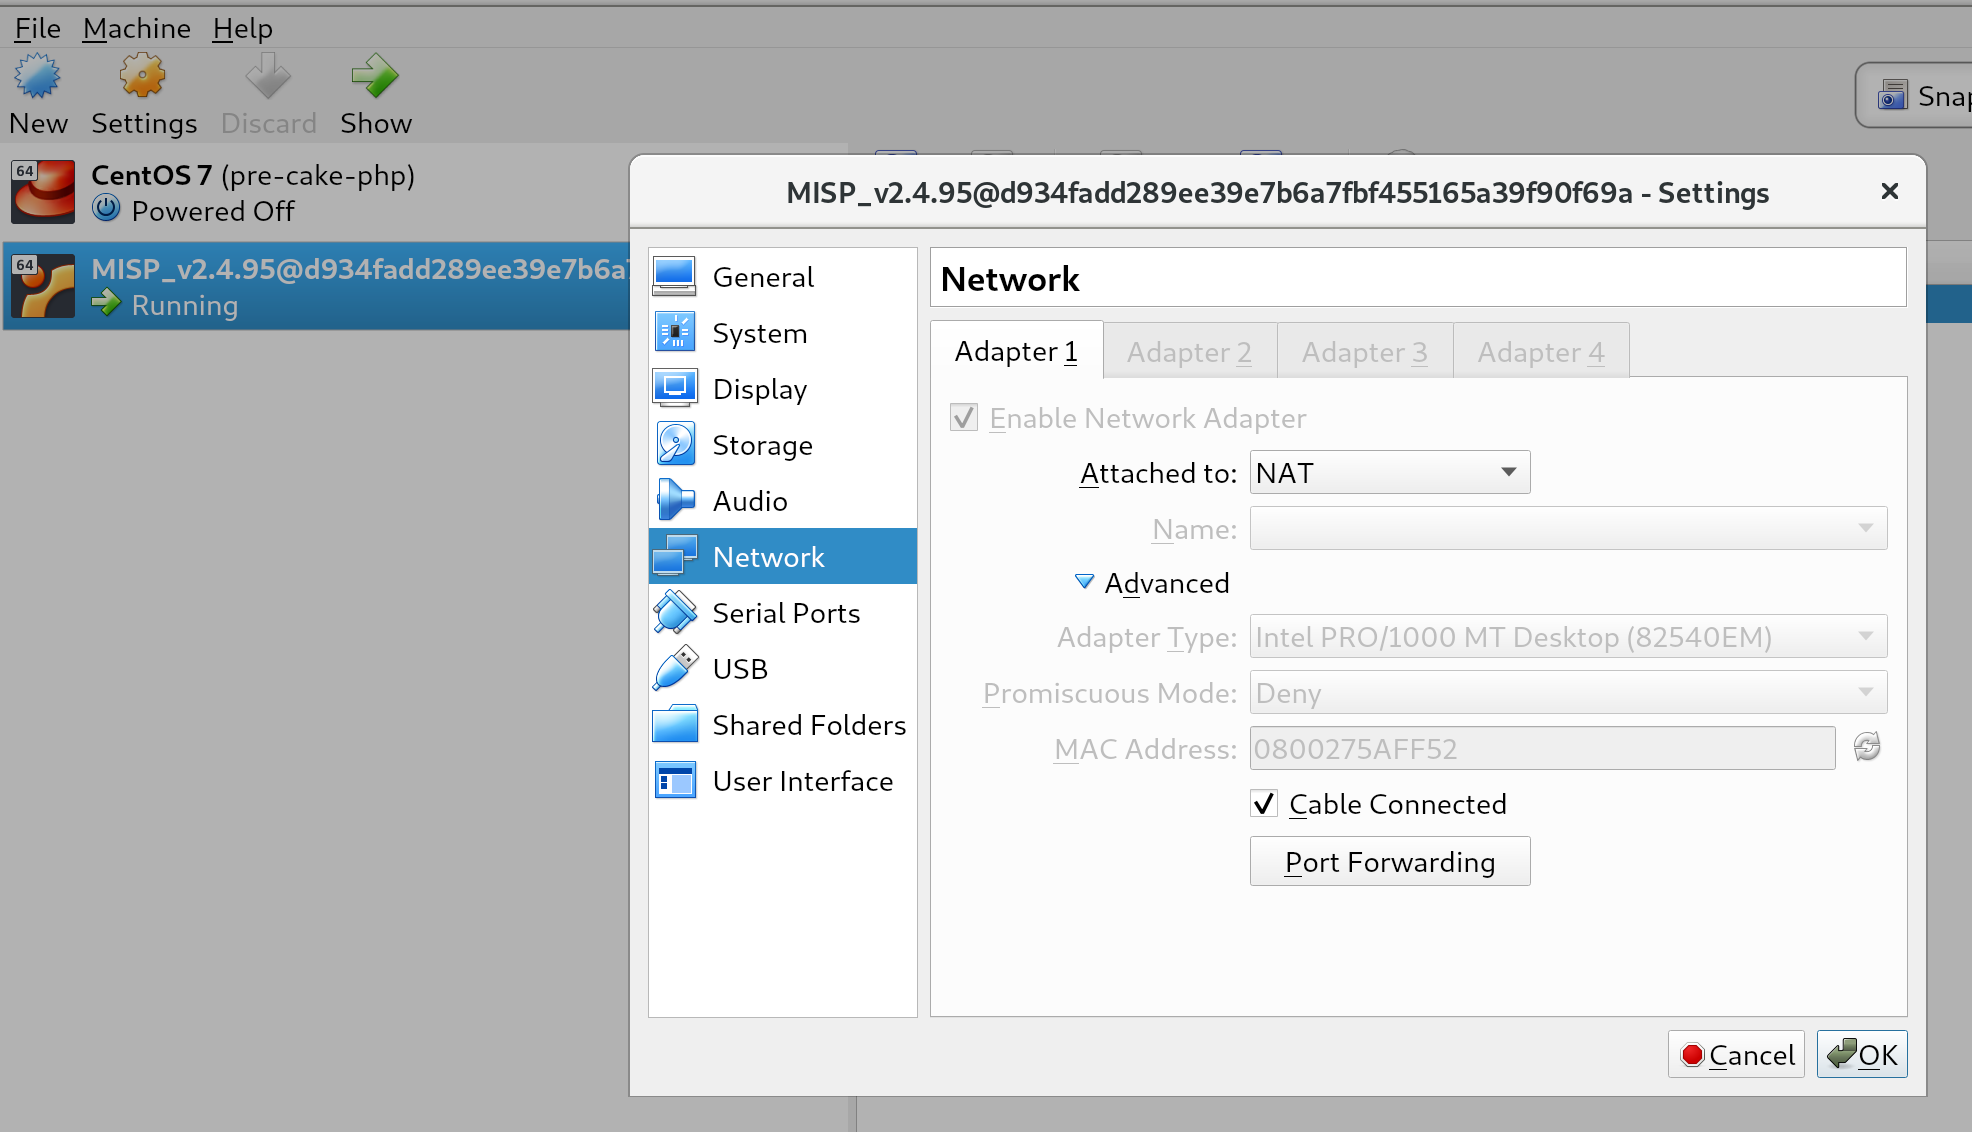 File Machine Help
New Settings Discard Show
Snap
64
CentOS 7 (pre-cake-php)
Powered Off
64
MISP_v2.4.95@d934fadd289ee39e7b6a7
Running
MISP_v2.4.95@d934fadd289ee39e7b6a7fbf455165a39f90f69a - Settings
General
System
Display
Storage
Audio
Network
Serial Ports
USB
Shared Folders
User Interface
Network
Adapter 1 Adapter 2 Adapter 3 Adapter 4
Enable Network Adapter
Attached to: NAT
Name:
Advanced
Adapter Type: Intel PRO/1000 MT Desktop (82540EM)
Promiscuous Mode: Deny
MAC Address: 0800275AFF52
Cable Connected
Port Forwarding
Cancel OK